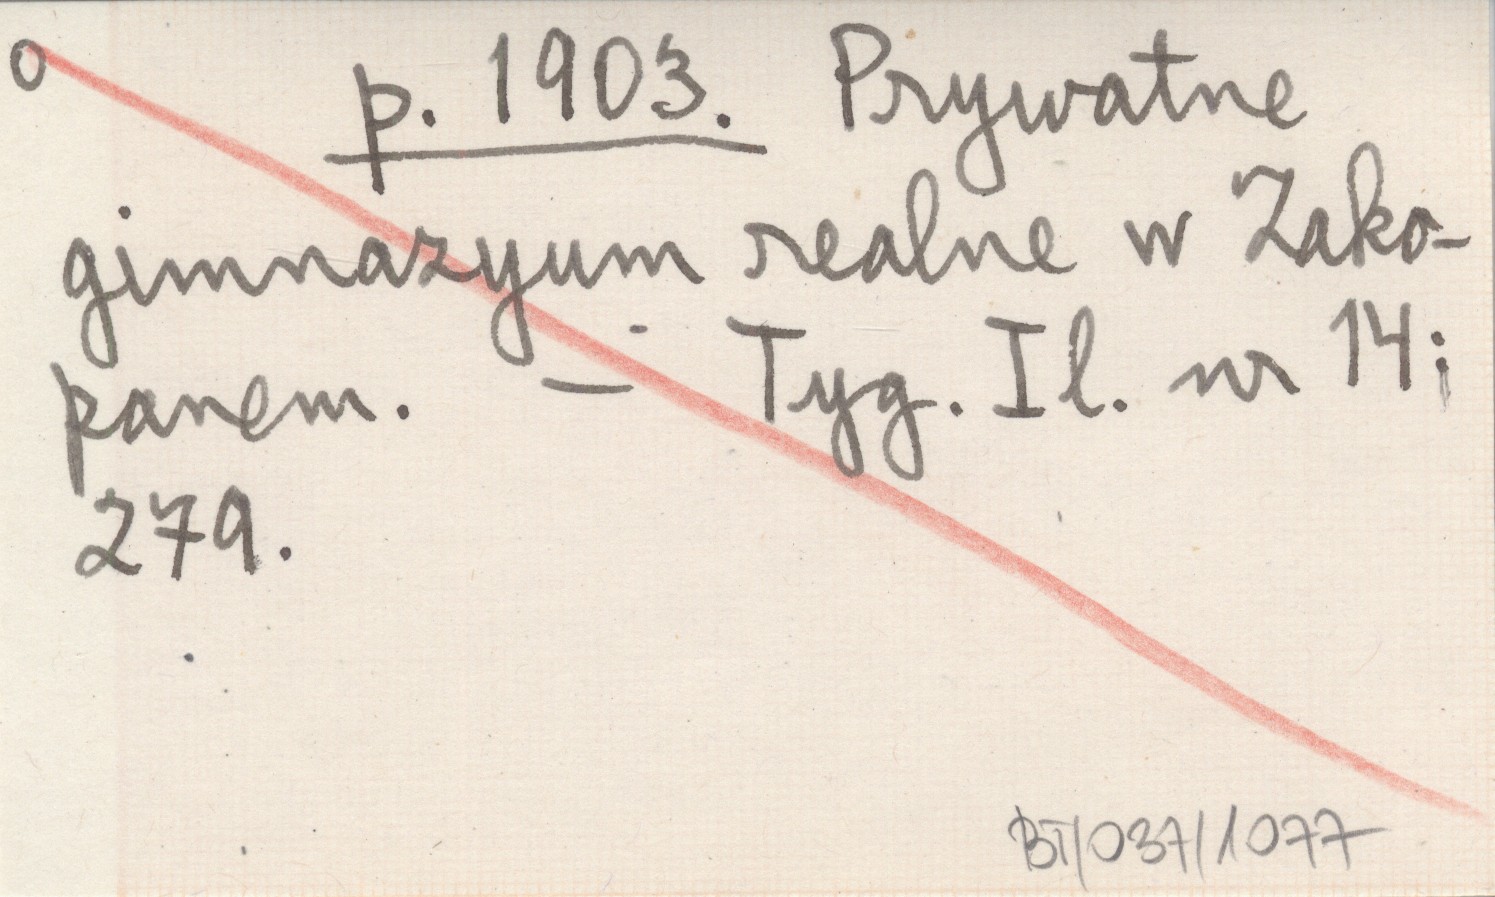 o p. 1903. Prywatne
gimnazyum realne w Zako-
panem. – Tyg. Il. nr 14;
279.
BT/037/1077